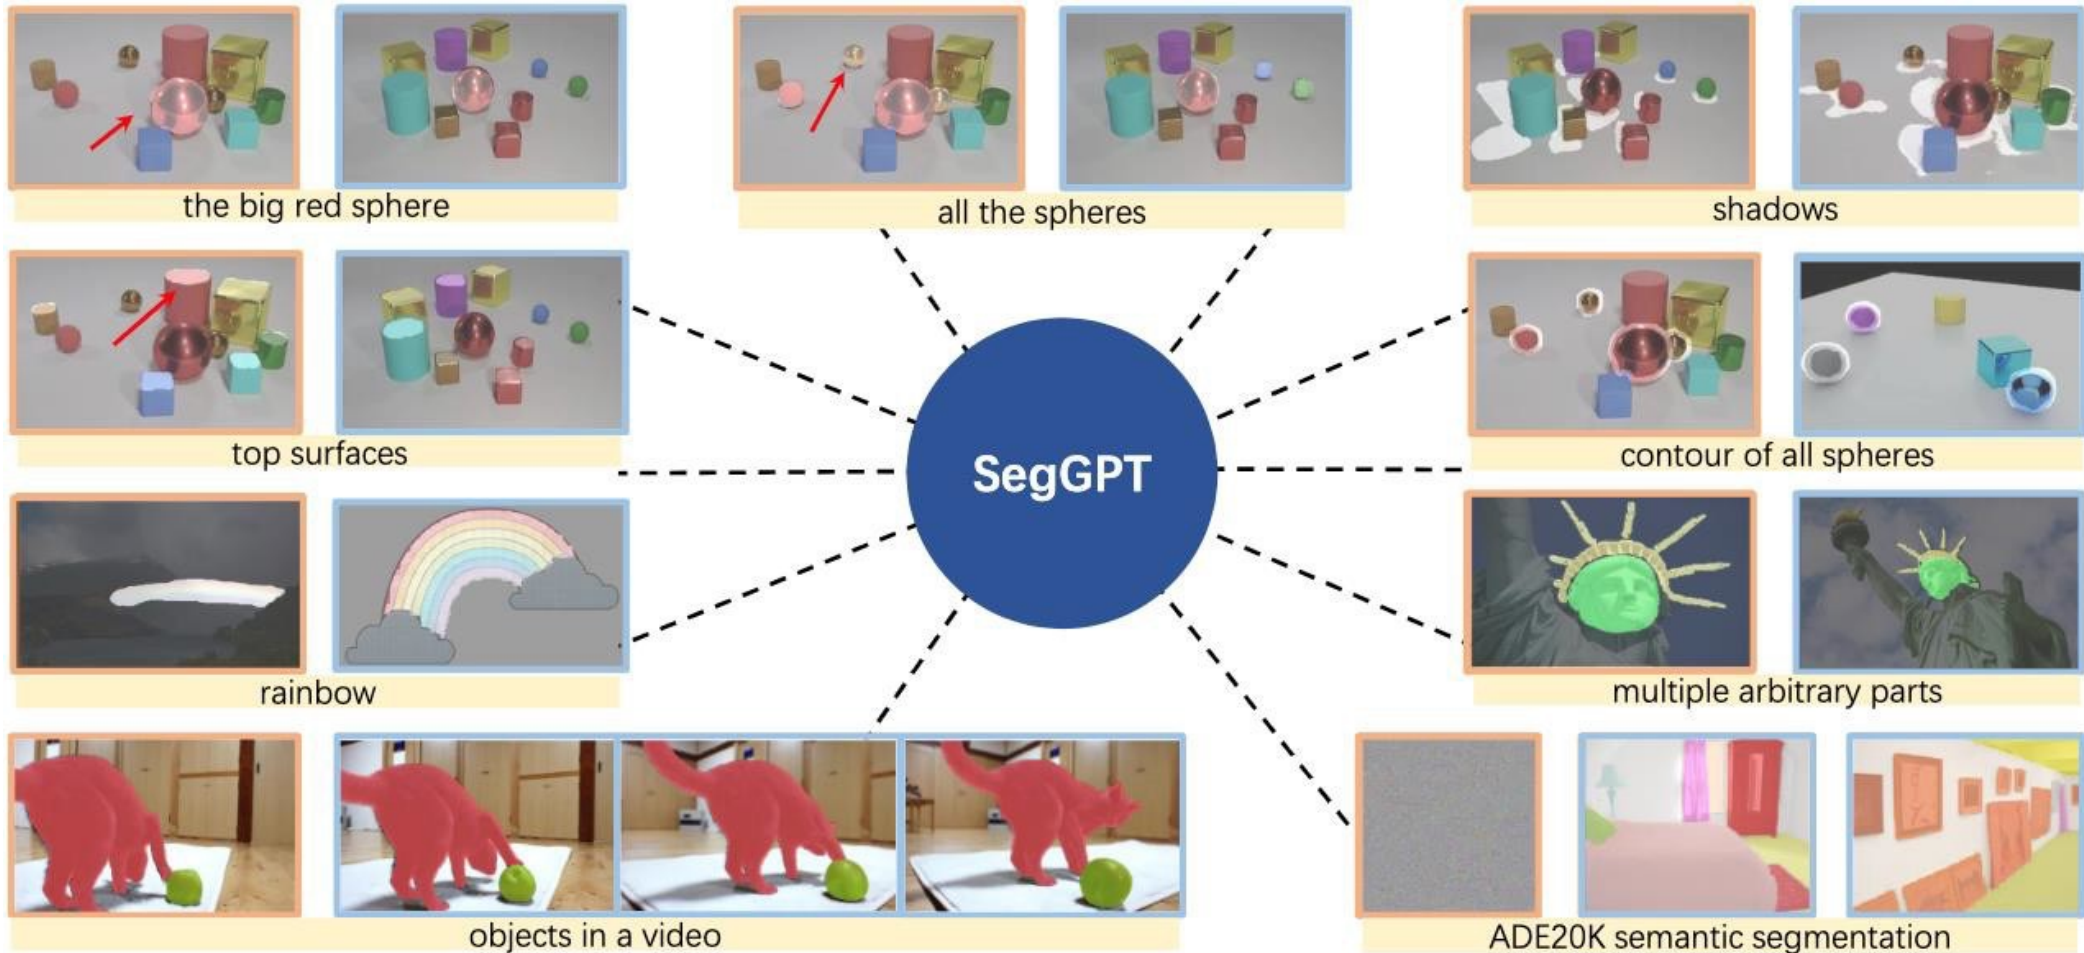 the big red sphere
all the spheres
shadows
top surfaces
contour of all spheres
SegGPT
rainbow
multiple arbitrary parts
objects in a video
ADE20K semantic segmentation